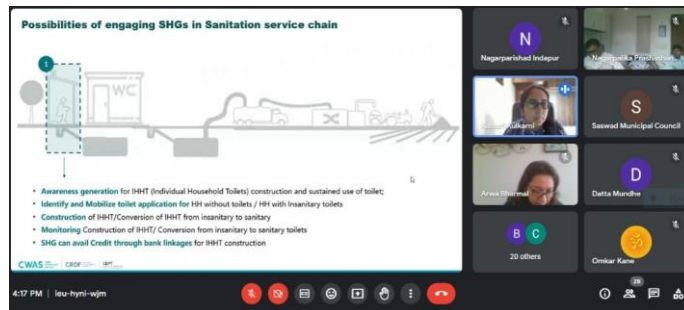 Possibilities of engaging SHGs in Sanitation service chain
1
WC
• Awareness generation for IHHT (Individual Household Toilets) construction and sustained use of toilet;
• Identify and Mobilize toilet application for HH without toilets / HH with Insanitary toilets
• Construction of IHHT/Conversion of IHHT from insanitary to sanitary
• Monitoring Construction of IHHT/ Conversion from insanitary to sanitary toilets
• SHG can avail Credit through bank linkages for IHHT construction
CWAS
CRDF
N
Nagarparishad Indapur
Kulkarni
S
Saswad Municipal Council
Arwa Bharmal
D
Datta Mundhe
B C
20 others
Omkar Kane
4:17 PM | ieu-hyni-wjm
28